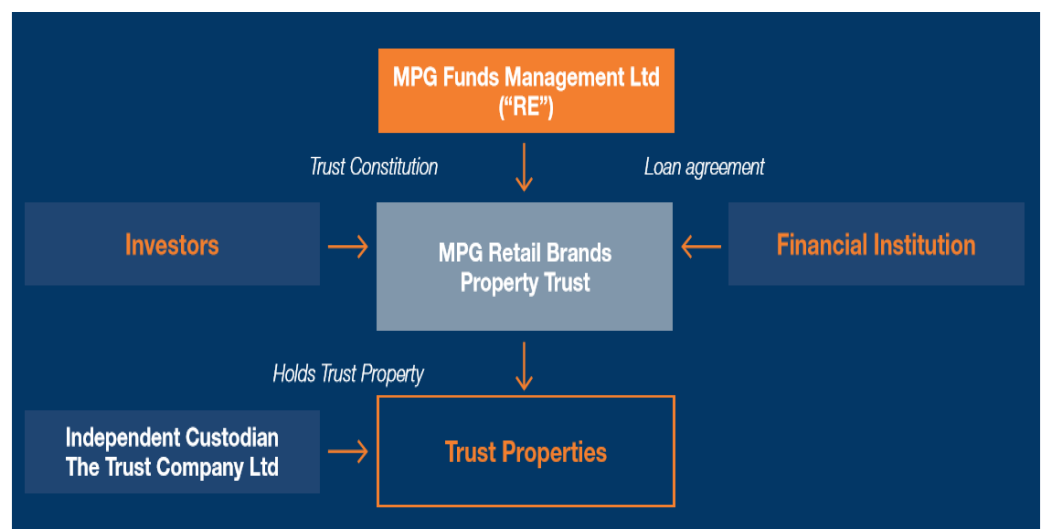 MPG Funds Management Ltd
(“RE”)
Trust Constitution
Loan agreement
Investors
MPG Retail Brands
Property Trust
Financial Institution
Holds Trust Property
Independent Custodian
The Trust Company Ltd
Trust Properties